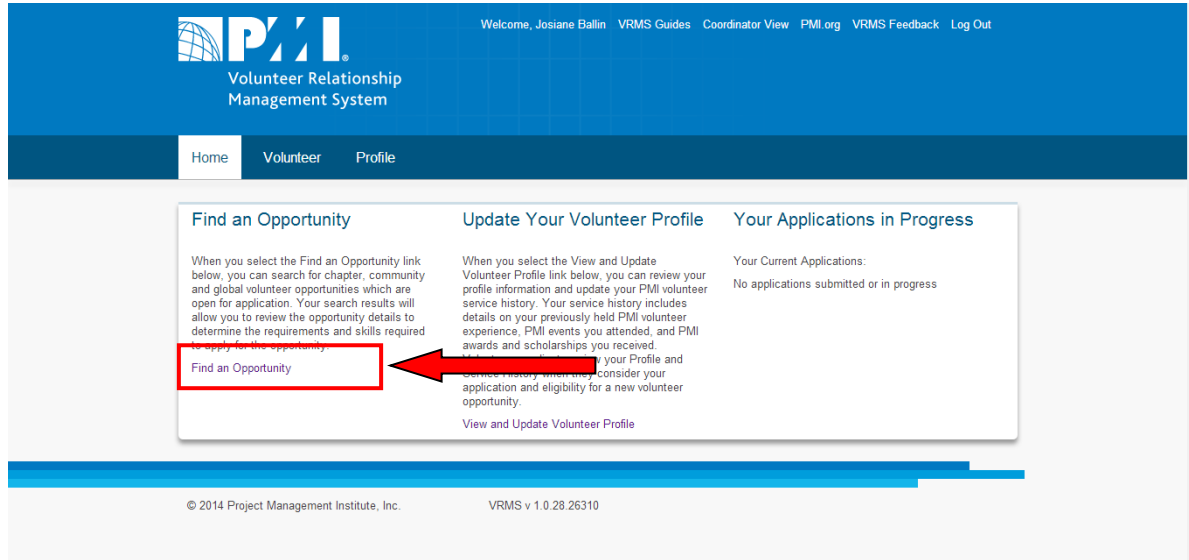 Welcome, Josiane Ballin VRMS Guides Coordinator View PMI.org VRMS Feedback Log Out
PMI®
Volunteer Relationship
Management System
Home Volunteer Profile
Find an Opportunity
When you select the Find an Opportunity link
below, you can search for chapter, community
and global volunteer opportunities which are
open for application. Your search results will
allow you to review the opportunity details to
determine the requirements and skills required
to apply for the opportunity.
Find an Opportunity
Update Your Volunteer Profile
When you select the View and Update
Volunteer Profile link below, you can review your
profile information and update your PMI volunteer
service history. Your service history includes
details on your previously held PMI volunteer
experience, PMI events you attended, and PMI
awards and scholarships you received.
your Profile and
Service History when they consider your
application and eligibility for a new volunteer
opportunity.
View and Update Volunteer Profile
Your Applications in Progress
Your Current Applications:
No applications submitted or in progress
© 2014 Project Management Institute, Inc. VRMS v 1.0.28.26310